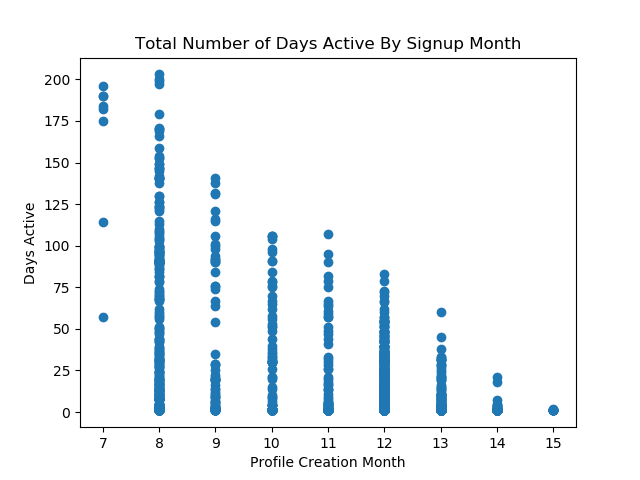 Total Number of Days Active By Signup Month
Days Active
200
175
150
125
100
75
50
25
0
7 8 9 10 11 12 13 14 15
Profile Creation Month